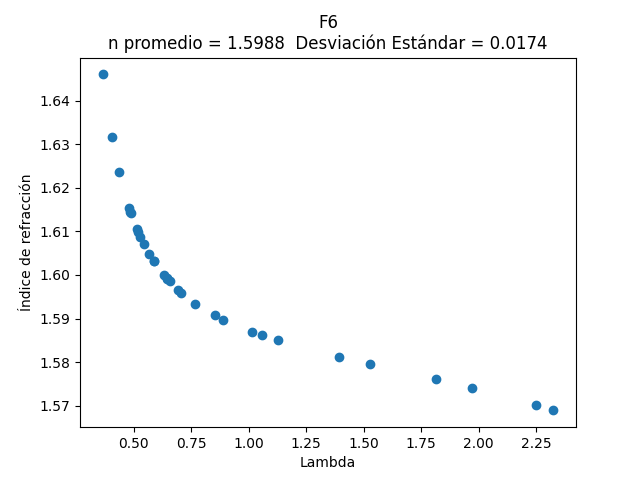 F6
n promedio = 1.5988  Desviación Estándar = 0.0174
Índice de refracción
1.64
1.63
1.62
1.61
1.60
1.59
1.58
1.57
0.50 0.75 1.00 1.25 1.50 1.75 2.00 2.25
Lambda